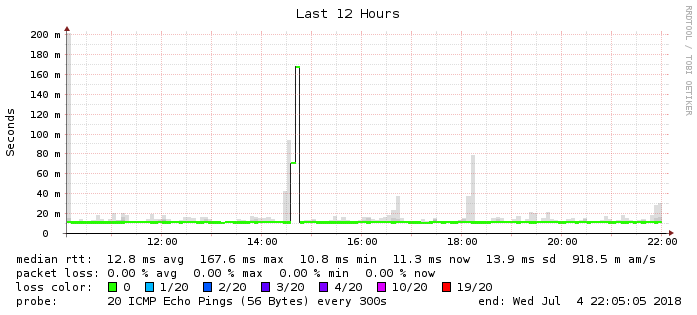 Last 12 Hours
RRDTOOL / TOBI OETIKER
Seconds
200 m
180 m
160 m
140 m
120 m
100 m
80 m
60 m
40 m
20 m
0
12:00 14:00 16:00 18:00 20:00 22:00
median rtt: 12.8 ms avg 167.6 ms max 10.8 ms min 11.3 ms now 13.9 ms sd 918.5 m am/s
packet loss: 0.00 % avg 0.00 % max 0.00 % min 0.00 % now
loss color: 0 1/20 2/20 3/20 4/20 10/20 19/20
probe: 20 ICMP Echo Pings (56 Bytes) every 300s end: Wed Jul 4 22:05:05 2018